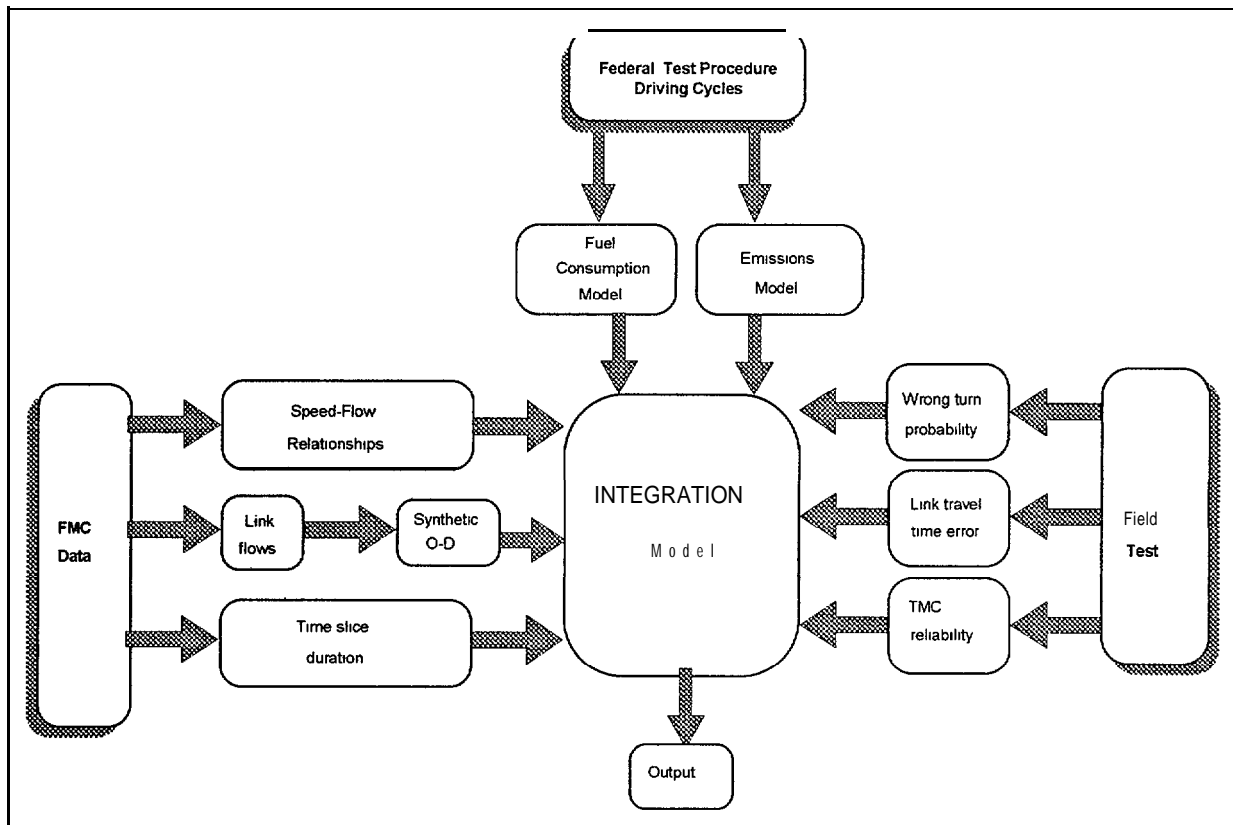 Federal Test Procedure
Driving Cycles
Fuel
Consumption
Model
Emissions
Model
FMC
Data
Speed-Flow
Relationships
Link
flows
Synthetic
O-D
Time slice
duration
INTEGRATION
Model
Wrong turn
probability
Link travel
time error
TMC
reliability
Field
Test
Output